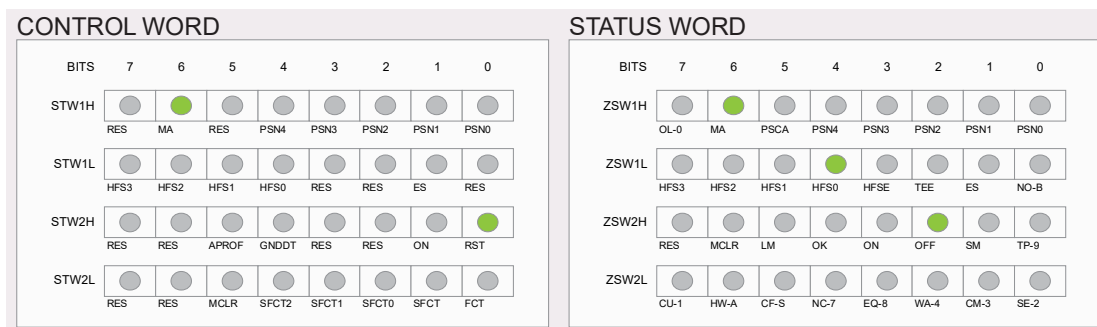 CONTROL WORD
BITS 7 6 5 4 3 2 1 0
STW1H
RES MA RES PSN4 PSN3 PSN2 PSN1 PSN0
STW1L
HFS3 HFS2 HFS1 HFS0 RES RES ES RES
STW2H
RES RES APROF GNDDT RES RES ON RST
STW2L
RES RES MCLR SFCT2 SFCT1 SFCT0 SFCT FCT
STATUS WORD
BITS 7 6 5 4 3 2 1 0
ZSW1H
OL-0 MA PSCA PSN4 PSN3 PSN2 PSN1 PSN0
ZSW1L
HFS3 HFS2 HFS1 HFS0 HFSE TEE ES NO-B
ZSW2H
RES MCLR LM OK ON OFF SM TP-9
ZSW2L
CU-1 HW-A CF-S NC-7 EQ-8 WA-4 CM-3 SE-2